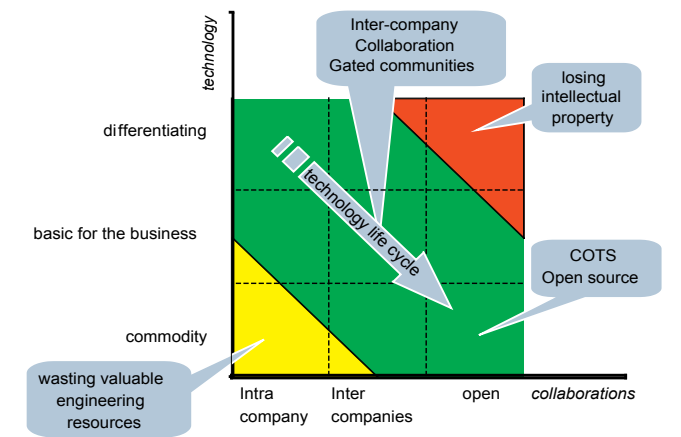 technology
Inter-company
Collaboration
Gated communities
losing
intellectual
property
differentiating
technology life cycle
basic for the business
COTS
Open source
commodity
wasting valuable
engineering
resources
Intra
company
Inter
companies
open
collaborations